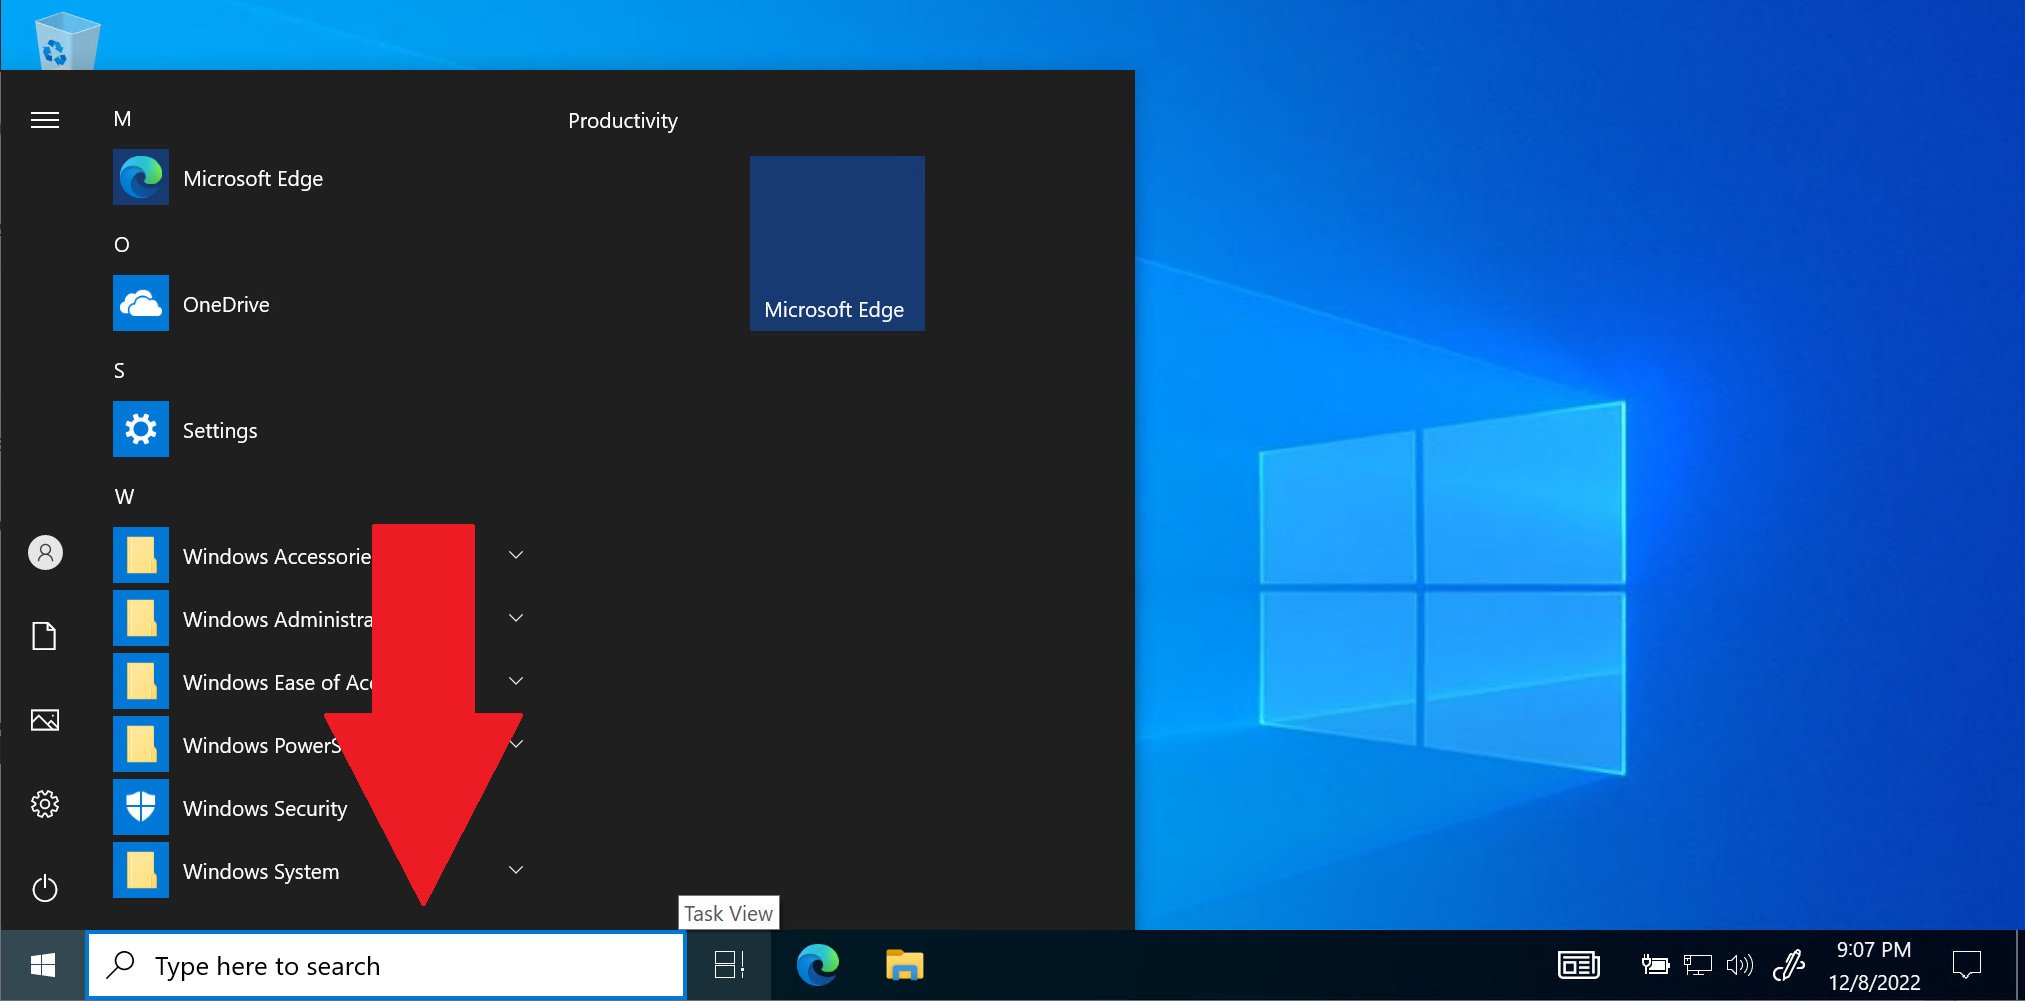 M
Productivity
Microsoft Edge
O
OneDrive
Microsoft Edge
S
Settings
W
Windows Accessorie
Windows Administra
Windows Ease of Acc
Windows PowerS
Windows Security
Windows System
Task View
Type here to search
9:07 PM
12/8/2022